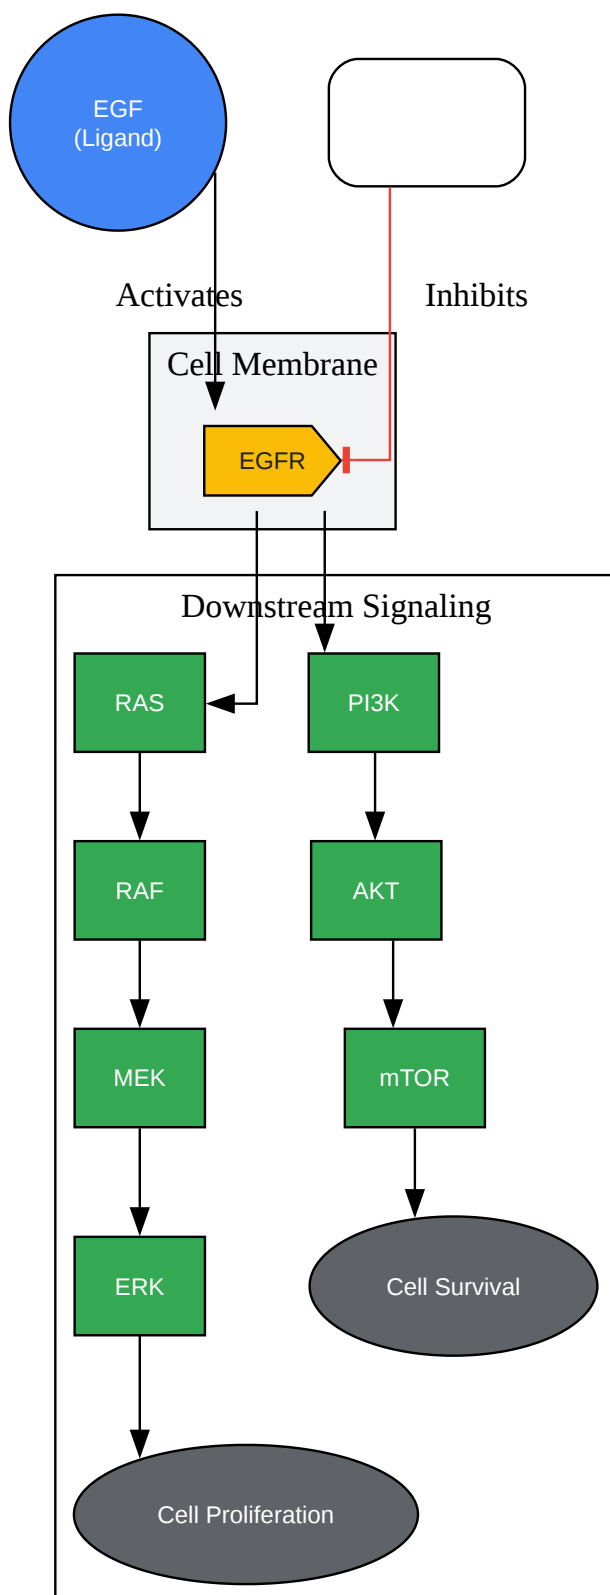 EGF
(Ligand)
Activates
Inhibits
Cell Membrane
EGFR
Downstream Signaling
RAS
PI3K
RAF
AKT
MEK
mTOR
ERK
Cell Survival
Cell Proliferation